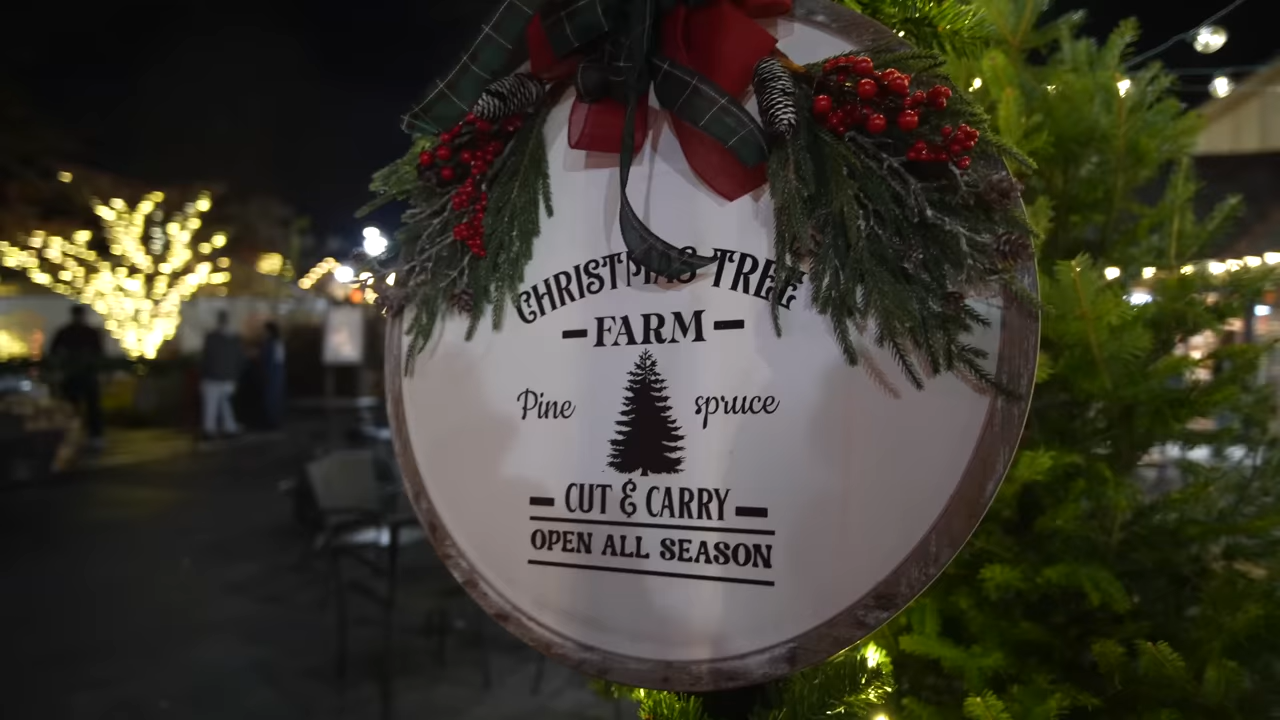 CHRISTMAS TREE
FARM
Pine spruce
CUT & CARRY
OPEN ALL SEASON